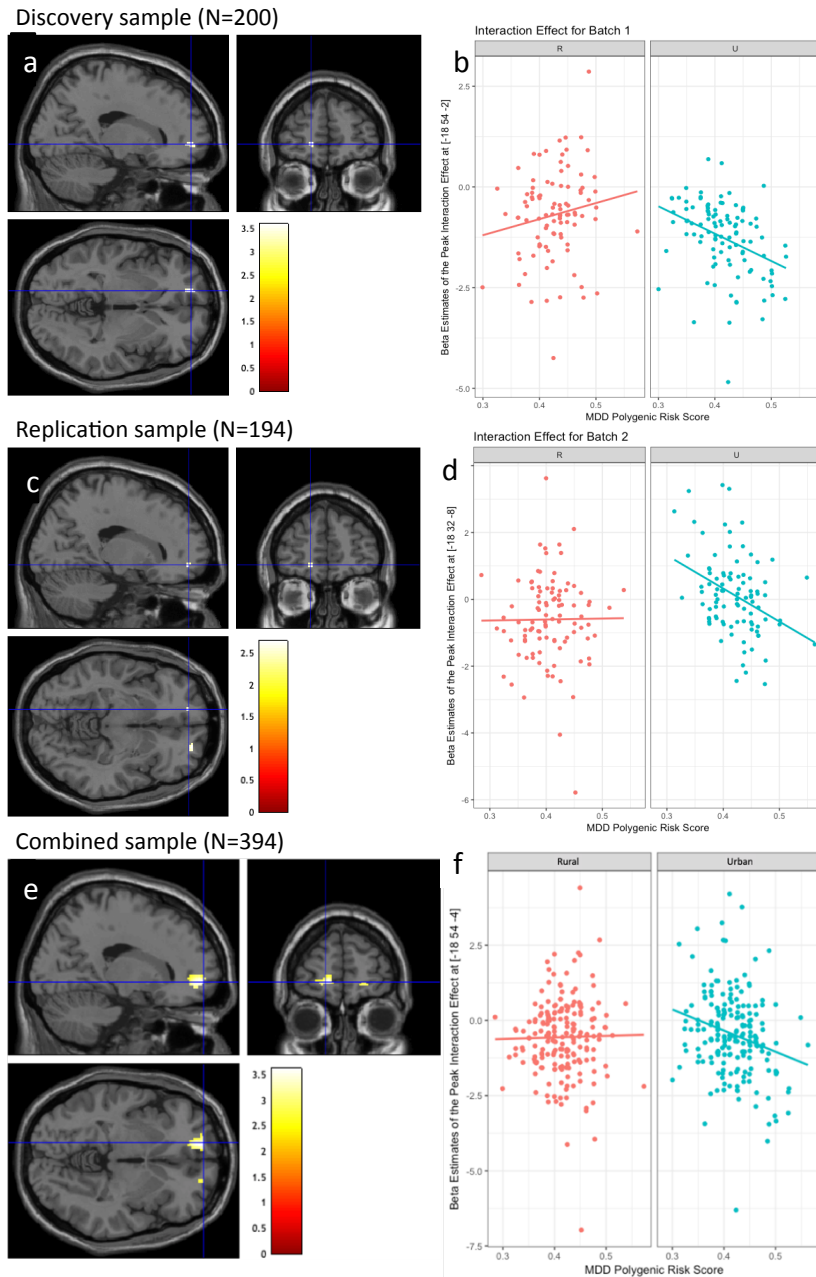 Discovery sample (N=200)
a
3.5
3
2.5
2
1.5
1
0.5
0
b
Interaction Effect for Batch 1
R
U
Beta Estimates of the Peak Interaction Effect at [-18 54 -2]
2.5
0.0
-2.5
-5.0
0.3
0.4
0.5
0.3
0.4
0.5
MDD Polygenic Risk Score
Replication sample (N=194)
c
2.5
2
1.5
1
0.5
0
d
Interaction Effect for Batch 2
R
U
Beta Estimates of the Peak Interaction Effect at [-18 32 -8]
2
0
-2
-4
-6
0.3
0.4
0.5
0.3
0.4
0.5
MDD Polygenic Risk Score
Combined sample (N=394)
e
3.5
3
2.5
2
1.5
1
0.5
0
f
Rural
Urban
Beta Estimates of the Peak Interaction Effect at [-18 54 -4]
2.5
0.0
-2.5
-5.0
-7.5
0.3
0.4
0.5
0.3
0.4
0.5
MDD Polygenic Risk Score